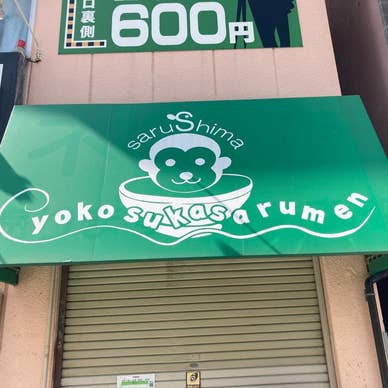 口裏側
600円
saruShima
yokosukasarumen